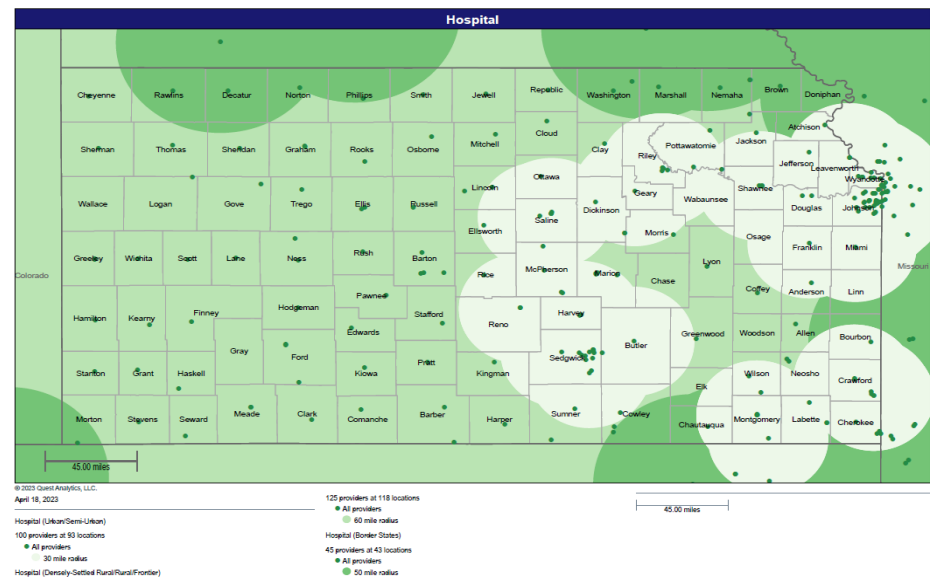 Hospital
Cheyenne Rawlins Decatur Norton Phillips Smith Jewell Republic Washington Marshall Nemaha Brown Doniphan
Atchison
Sherman Thomas Sheridan Graham Rooks Osborne Mitchell Cloud Clay Riley Pottawatomie Jackson Jefferson Leavenworth
Wyandotte
Wallace Logan Gove Trego Ellis Russell Lincoln Ottawa Dickinson Geary Wabaunsee Shawnee Douglas Johnson
Ellsworth Saline Morris Osage Franklin Miami
Greeley Wichita Scott Lane Ness Rush Barton Rice McPherson Marion Chase Lyon Coffey Anderson Linn
Colorado
Missouri
Hamilton Kearny Finney Hodgeman Pawnee Edwards Stafford Reno Harvey Butler Greenwood Woodson Allen Bourbon
Gray Ford
Stanton Grant Haskell Kiowa Pratt Kingman Sedgwick Elk Wilson Neosho Crawford
Morton Stevens Seward Meade Clark Comanche Barber Harper Sumner Cowley Chautauqua Montgomery Labette Cherokee
45.00 miles
© 2023 Quest Analytics, LLC.
April 18, 2023
Hospital (Urban/Semi-Urban)
100 providers at 93 locations
All providers
30 mile radius
Hospital (Densely-Settled Rural/Rural/Frontier)
125 providers at 118 locations
All providers
60 mile radius
Hospital (Border States)
45 providers at 43 locations
All providers
50 mile radius
45.00 miles